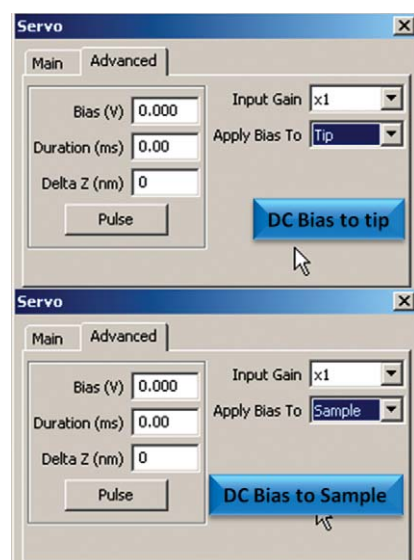 Servo
Main Advanced
Bias (V) 0.000
Duration (ms) 0.00
Delta Z (nm) 0
Pulse
Input Gain x1
Apply Bias To Tip
DC Bias to tip
Servo
Main Advanced
Bias (V) 0.000
Duration (ms) 0.00
Delta Z (nm) 0
Pulse
Input Gain x1
Apply Bias To Sample
DC Bias to Sample